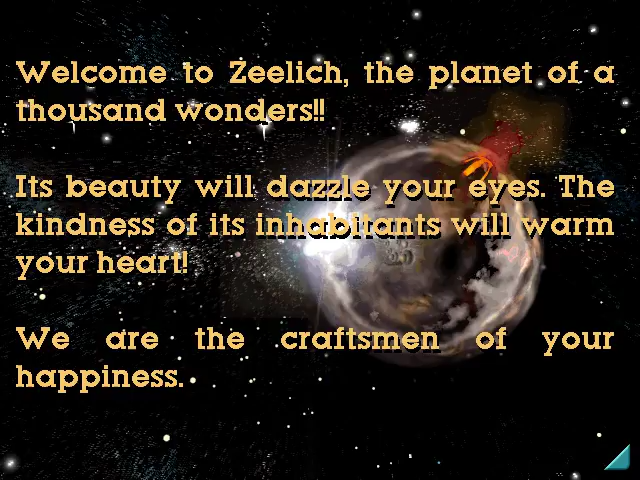 Welcome to Zeelich, the planet of a
thousand wonders!!
Its beauty will dazzle your eyes. The
kindness of its inhabitants will warm
your heart!
We are the craftsmen of your
happiness.